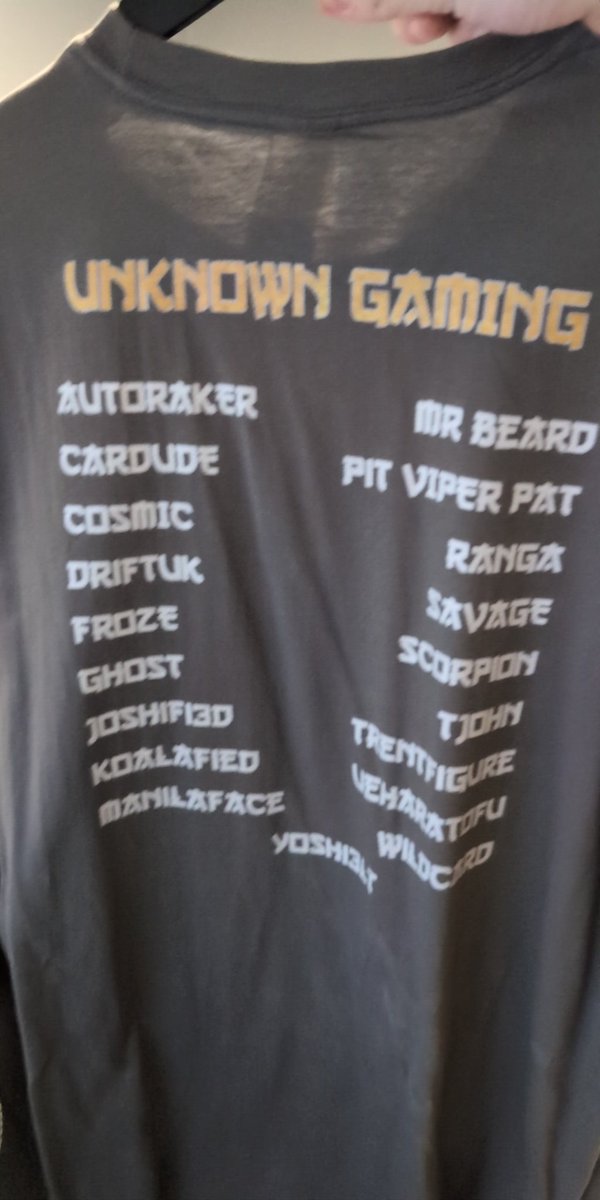 UNKNOWN GAMING
AUTORAKER
CARDUDE
COSMIC
DRIFTUK
FROZE
GHOST
JOSHIFI3D
KOALAFIED
MANILAFACE
MR BEARD
PIT VIPER PAT
RANGA
SAVAGE
SCORPION
TJOHN
TRENTFIGURE
UEHARATOFU
WILDCARD
YOSHI3LT